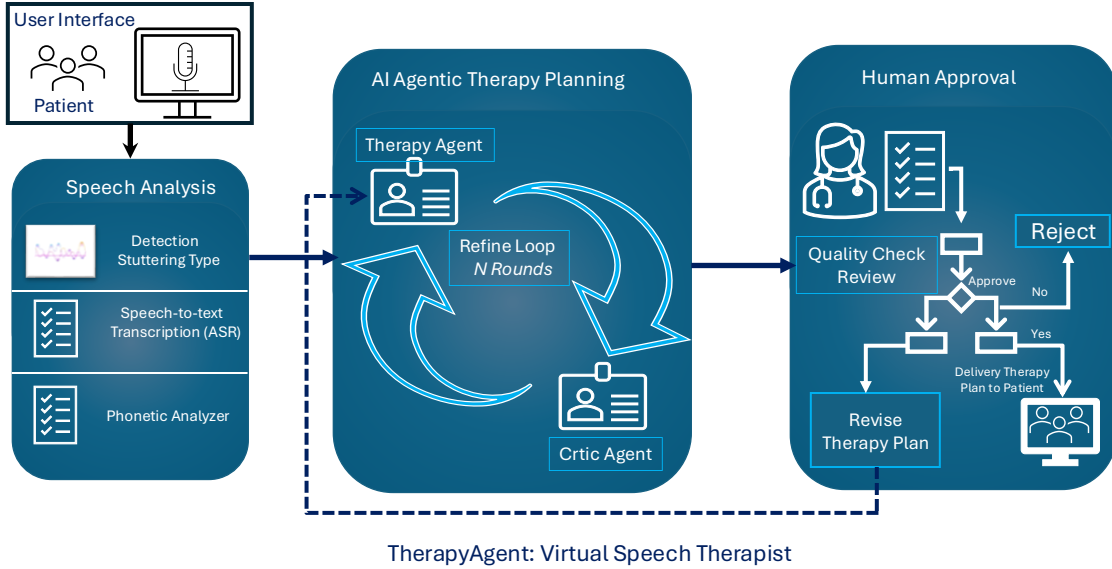 User Interface
Patient
Speech Analysis
Detection
Stuttering Type
Speech-to-text
Transcription (ASR)
Phonetic Analyzer
AI Agentic Therapy Planning
Therapy Agent
Refine Loop
N Rounds
Crtic Agent
Human Approval
Quality Check
Review
Reject
Approve
No
Yes
Delivery Therapy
Plan to Patient
Revise
Therapy Plan
TherapyAgent: Virtual Speech Therapist